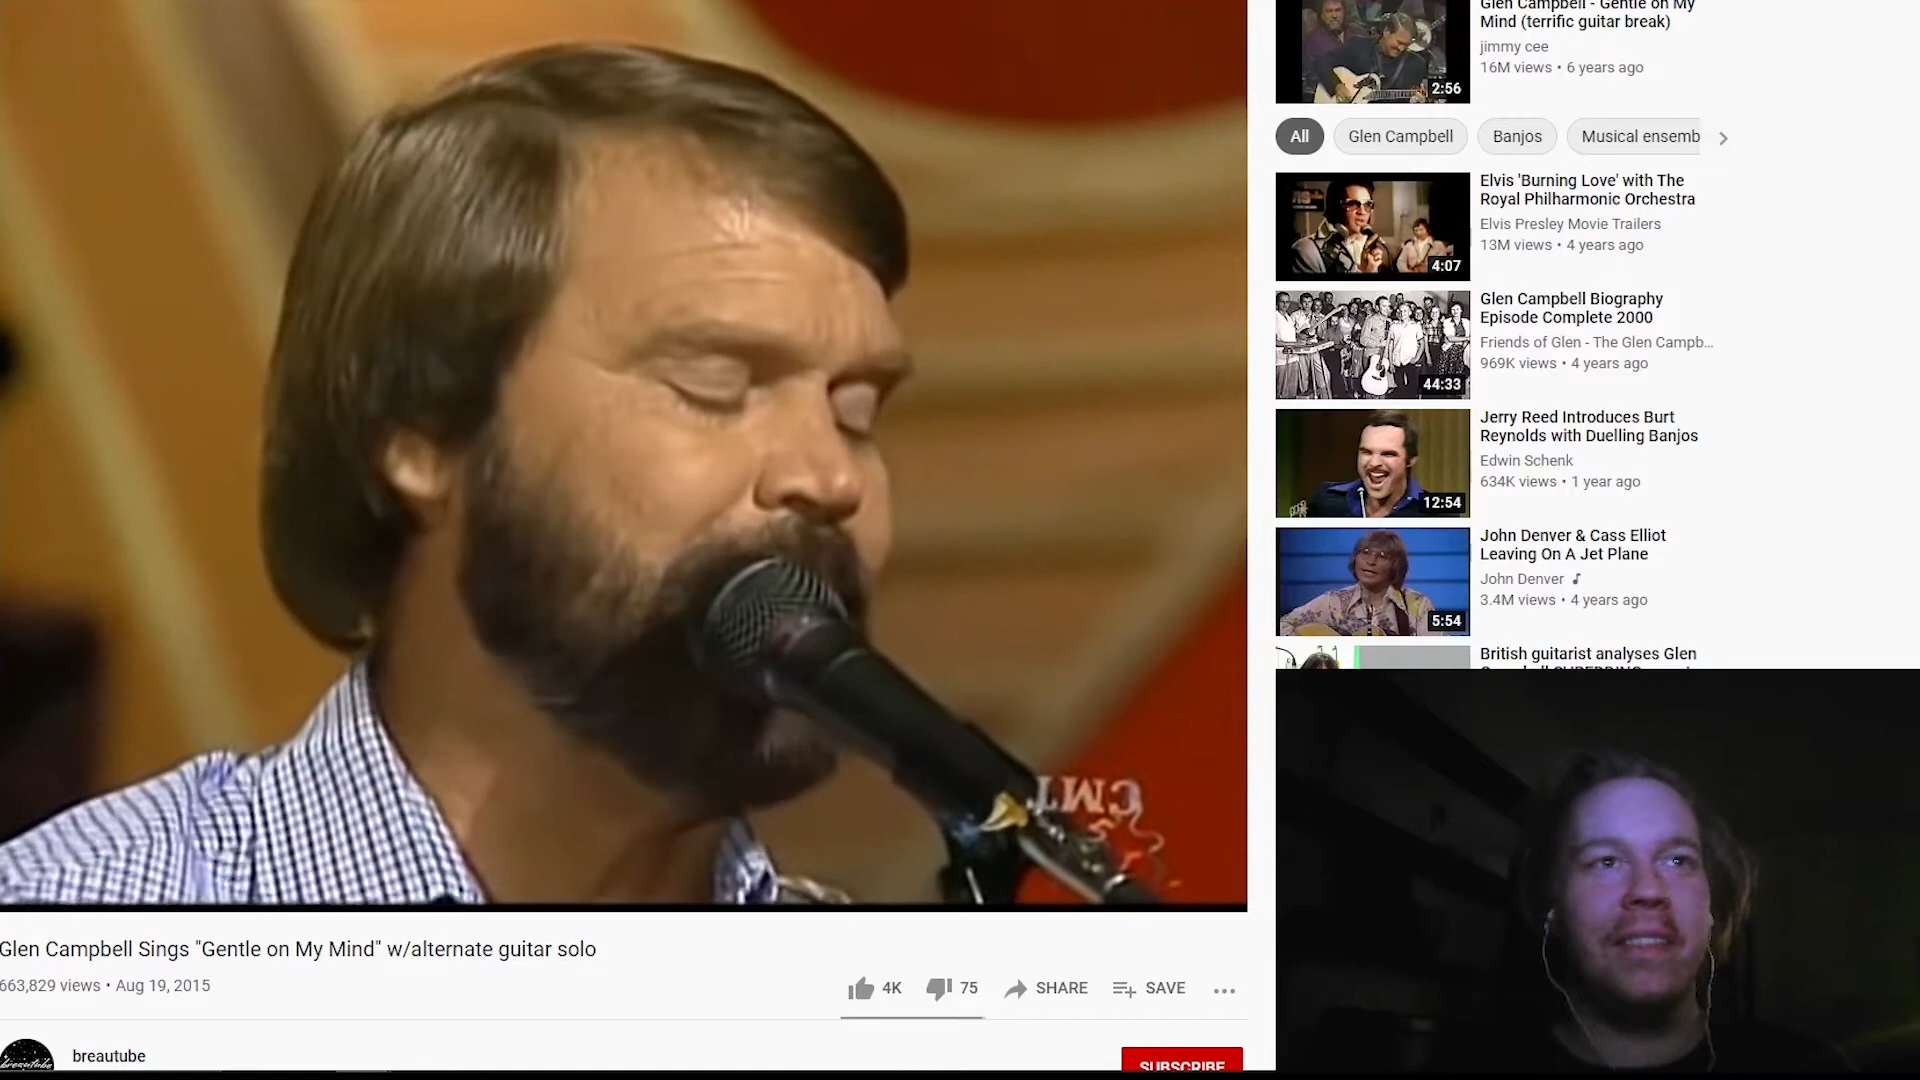 Glen Campbell - Gentle on My
Mind (terrific guitar break)
jimmy cee
16M views • 6 years ago
2:56
All
Glen Campbell
Banjos
Musical ensemb
Elvis 'Burning Love' with The
Royal Philharmonic Orchestra
Elvis Presley Movie Trailers
13M views • 4 years ago
4:07
Glen Campbell Biography
Episode Complete 2000
Friends of Glen - The Glen Campb...
969K views • 4 years ago
44:33
Jerry Reed Introduces Burt
Reynolds with Duelling Banjos
Edwin Schenk
634K views • 1 year ago
12:54
John Denver & Cass Elliot
Leaving On A Jet Plane
John Denver
3.4M views • 4 years ago
5:54
British guitarist analyses Glen
CMT
Glen Campbell Sings "Gentle on My Mind" w/alternate guitar solo
663,829 views • Aug 19, 2015
4K
75
SHARE
SAVE
breautube
SUBSCRIBE